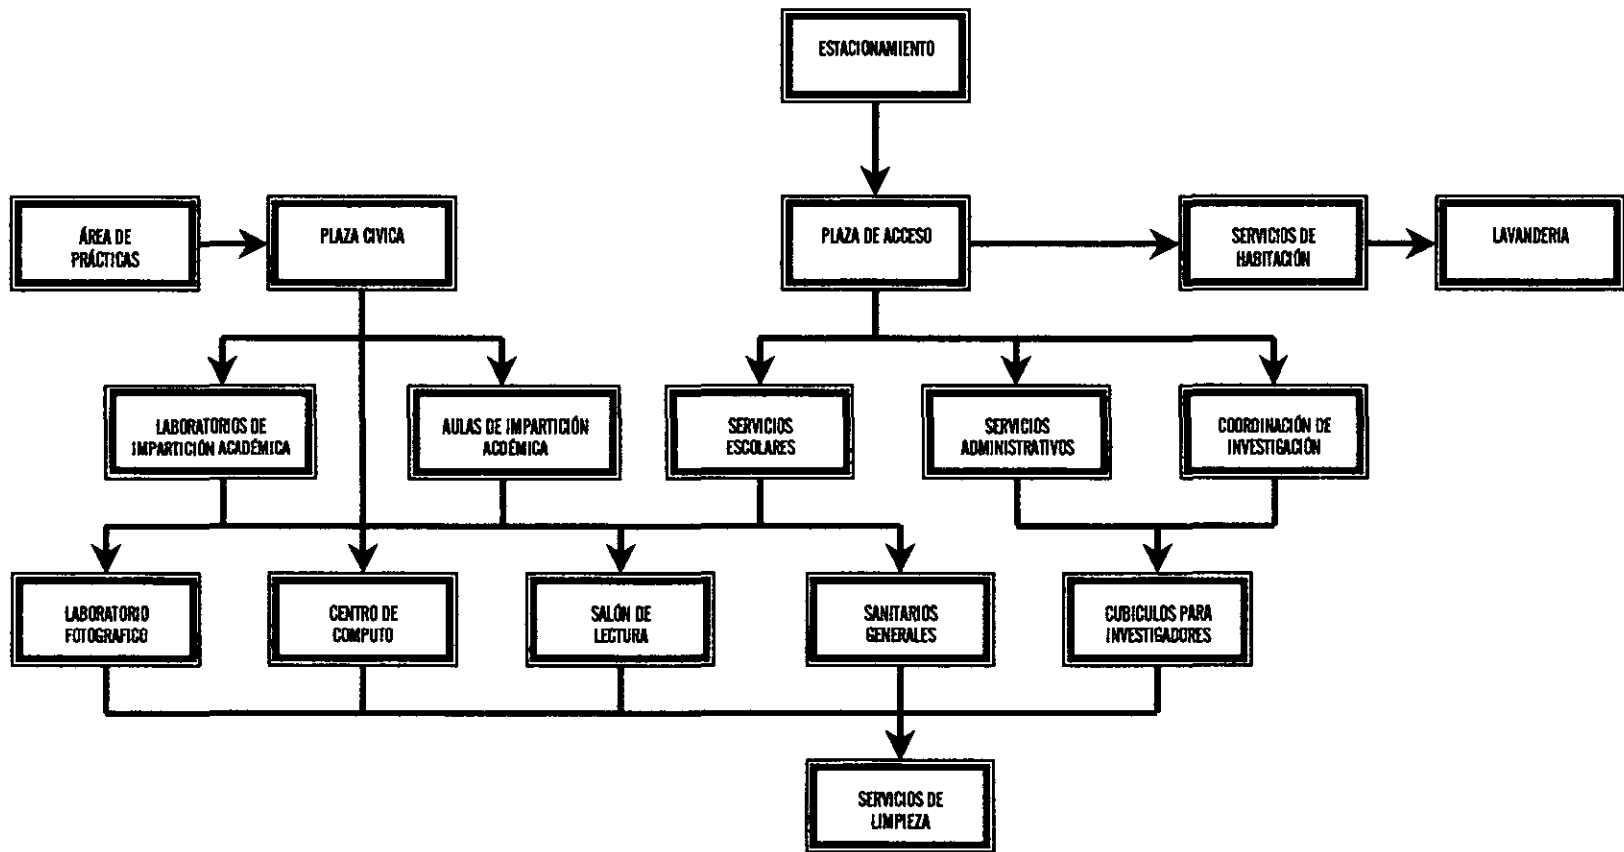 ESTACIONAMIENTO
ÁREA DE
PRÁCTICAS
PLAZA CIVICA
PLAZA DE ACCESO
SERVICIOS DE
HABITACIÓN
LAVANDERIA
LABORATORIOS DE
IMPARTICIÓN ACADÉMICA
AULAS DE IMPARTICIÓN
ACDÉMICA
SERVICIOS
ESCOLARES
SERVICIOS
ADMINISTRATIVOS
COORDINACIÓN DE
INVESTIGACIÓN
LABORATORIO
FOTOGRAFICO
CENTRO DE
COMPUTO
SALÓN DE
LECTURA
SANITARIOS
GENERALES
CUBICULOS PARA
INVESTIGADORES
SERVICIOS DE
LIMPIEZA